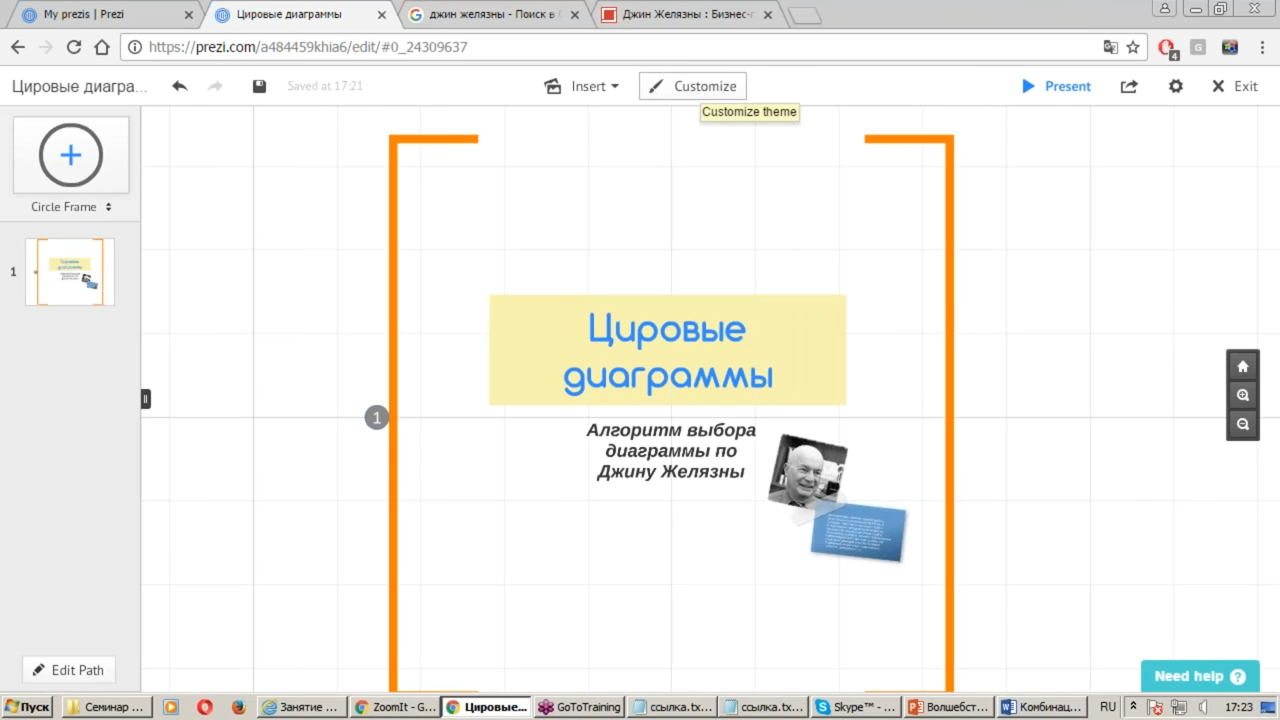 My prezis | Prezi
Цировые диаграммы
джин желязны - Поиск в G
Джин Желязны : Бизнес-г
https://prezi.com/a484459khia6/edit/#0_24309637
4
G
Цировые диагра...
Saved at 17:21
Insert
Customize
Present
Exit
Customize theme
Circle Frame
1
Цировые
диаграммы
1
Алгоритм выбора
диаграммы по
Джину Желязны
Edit Path
Need help ?
Пуск
Семинар ...
Занятие ...
ZoomIt - G...
Цировые...
GoToTraining
ссылка.tx...
ссылка.tx...
Skype™ - ...
Волшебст...
Комбинац...
RU
17:23